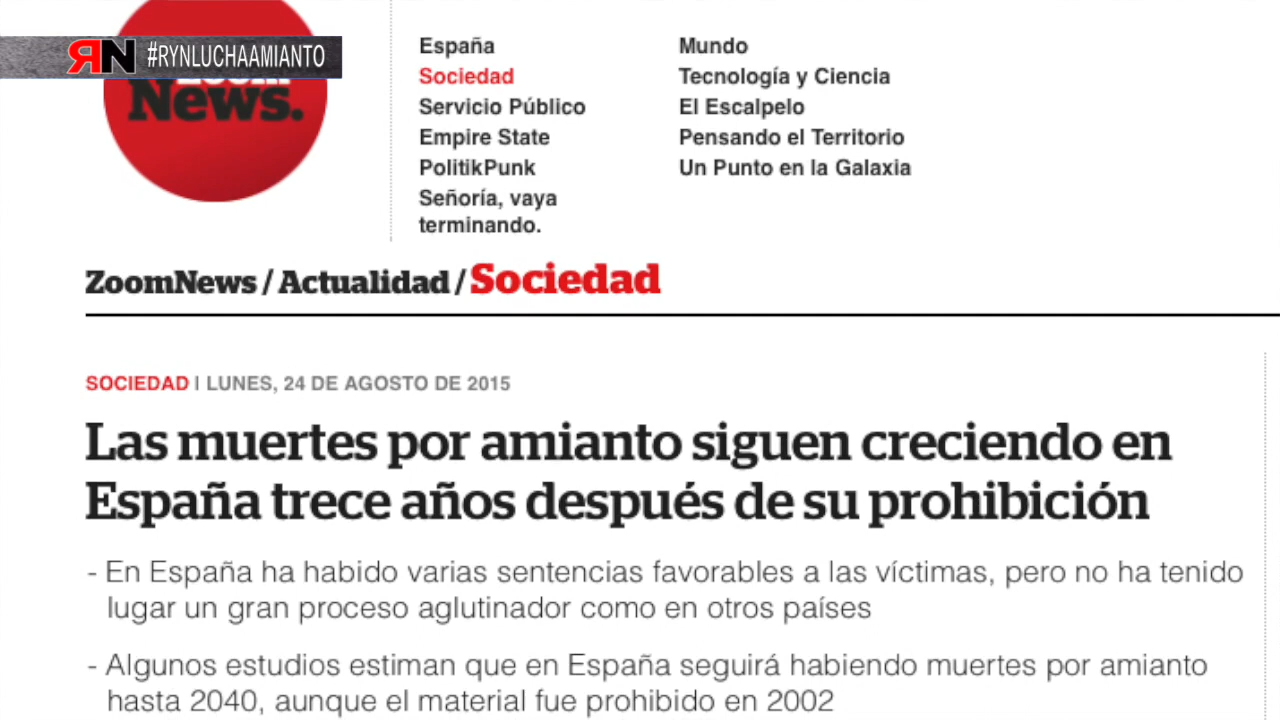 RN #RYNLUCHAAMIANTO
News.
España
Sociedad
Servicio Público
Empire State
PolitikPunk
Señoría, vaya
terminando.
Mundo
Tecnología y Ciencia
El Escalpelo
Pensando el Territorio
Un Punto en la Galaxia
ZoomNews / Actualidad / Sociedad
SOCIEDAD | LUNES, 24 DE AGOSTO DE 2015
Las muertes por amianto siguen creciendo en
España trece años después de su prohibición
- En España ha habido varias sentencias favorables a las víctimas, pero no ha tenido
lugar un gran proceso aglutinador como en otros países
- Algunos estudios estiman que en España seguirá habiendo muertes por amianto
hasta 2040, aunque el material fue prohibido en 2002